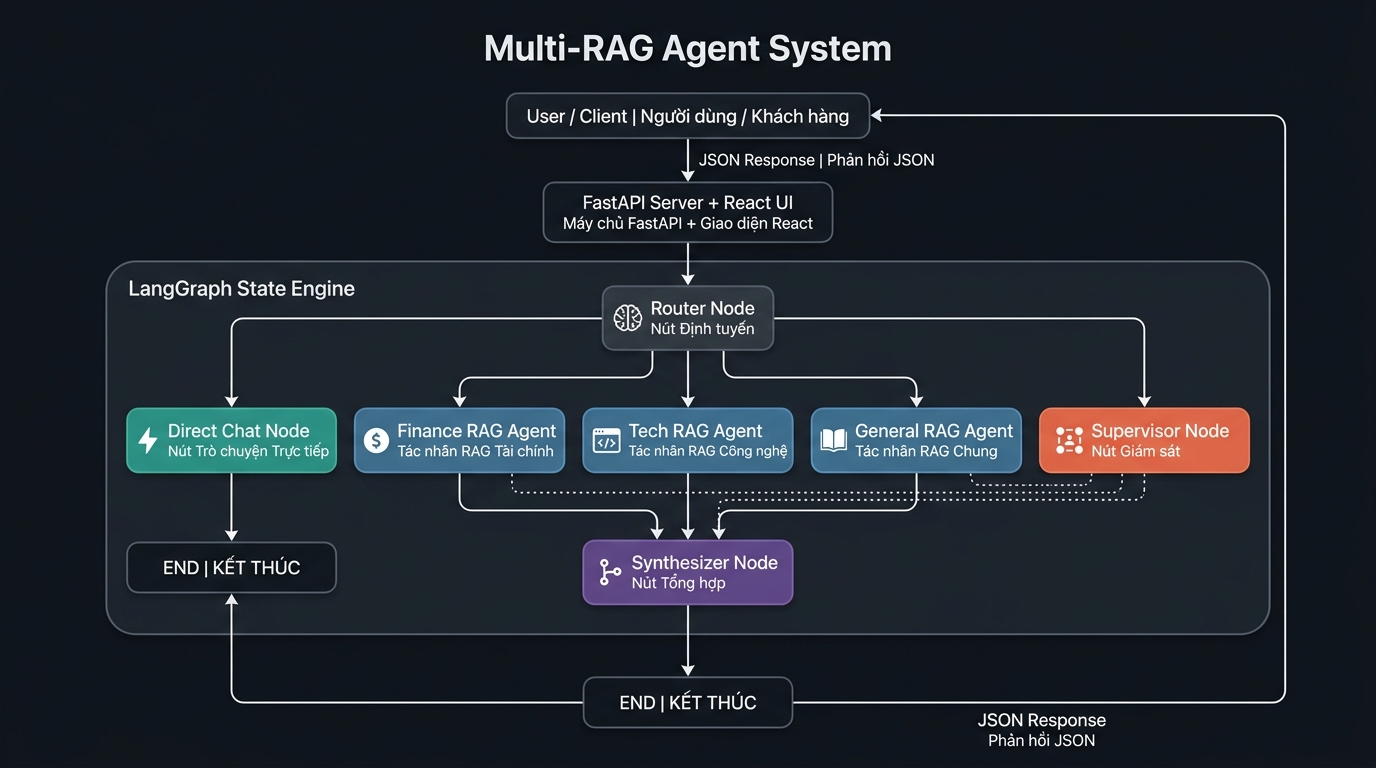 Multi-RAG Agent System
User / Client | Người dùng / Khách hàng
JSON Response | Phản hồi JSON
FastAPI Server + React UI
Máy chủ FastAPI + Giao diện React
LangGraph State Engine
Router Node
Nút Định tuyến
Direct Chat Node
Nút Trò chuyện Trực tiếp
Finance RAG Agent
Tác nhân RAG Tài chính
Tech RAG Agent
Tác nhân RAG Công nghệ
General RAG Agent
Tác nhân RAG Chung
Supervisor Node
Nút Giám sát
END | KẾT THÚC
Synthesizer Node
Nút Tổng hợp
END | KẾT THÚC
JSON Response
Phản hồi JSON